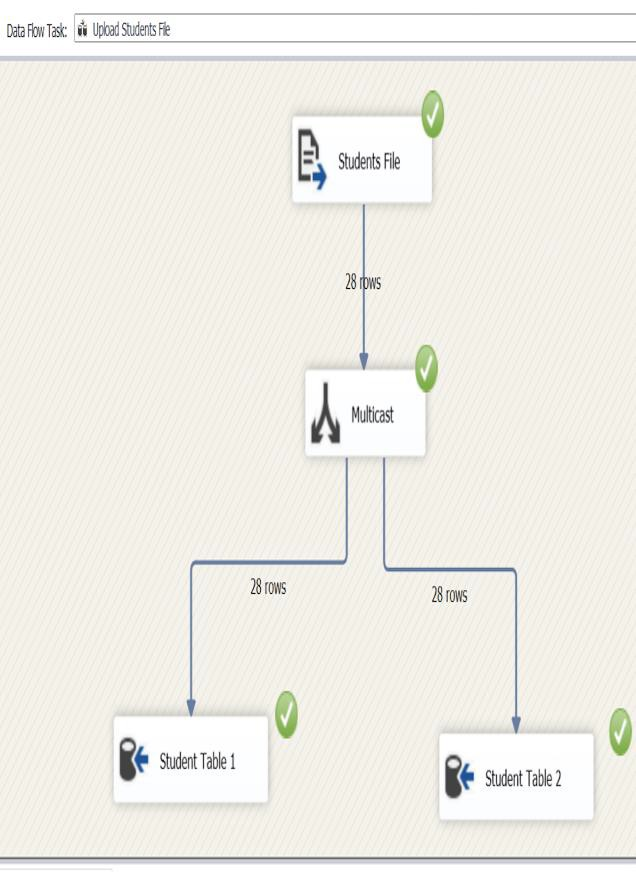 Data Flow Task: Upload Students File
Students File
28 rows
Multicast
28 rows
28 rows
Student Table 1
Student Table 2